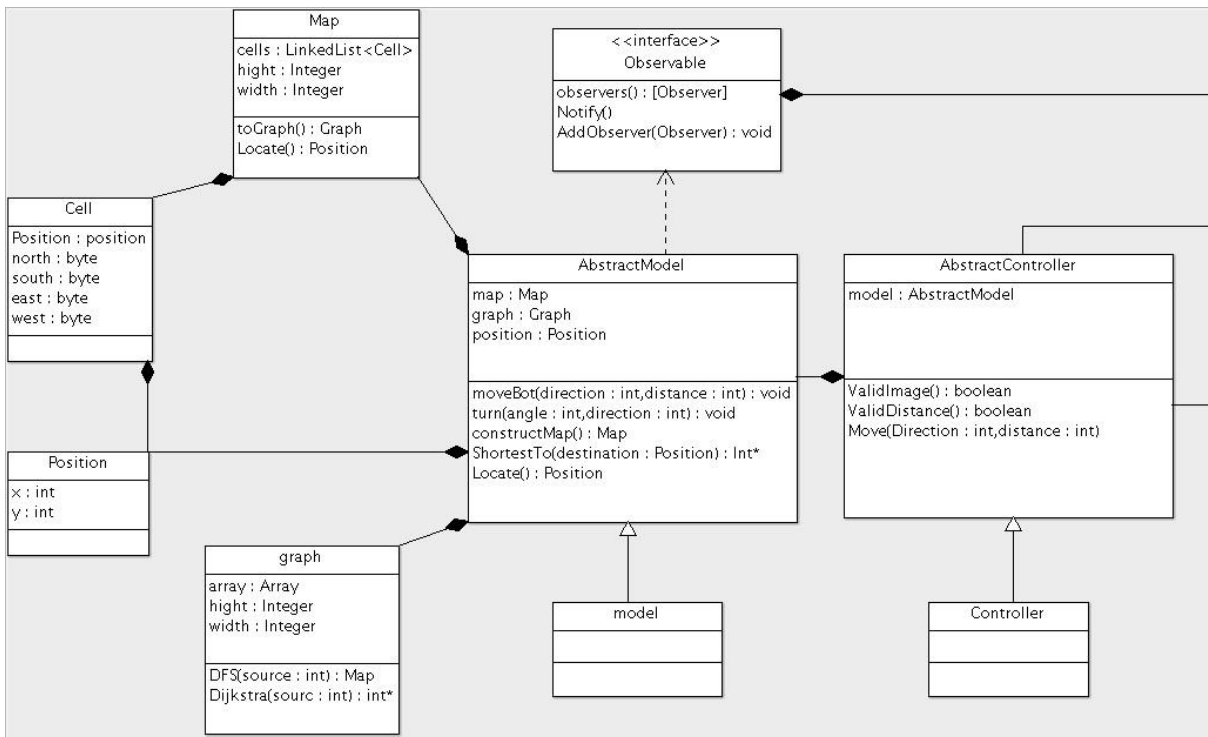 Map
cells : LinkedList<Cell>
hight : Integer
width : Integer
toGraph() : Graph
Locate() : Position
<<interface>>
Observable
observers() : [Observer]
Notify()
AddObserver(Observer) : void
Cell
Position : position
north : byte
south : byte
east : byte
west : byte
AbstractModel
map : Map
graph : Graph
position : Position
moveBot(direction : int,distance : int) : void
turn(angle : int,direction : int) : void
constructMap() : Map
ShortestTo(destination : Position) : Int*
Locate() : Position
AbstractController
model : AbstractModel
ValidImage() : boolean
ValidDistance() : boolean
Move(Direction : int,distance : int)
Position
x : int
y : int
graph
array : Array
hight : Integer
width : Integer
DFS(source : int) : Map
Dijkstra(sourc : int) : int*
model
Controller